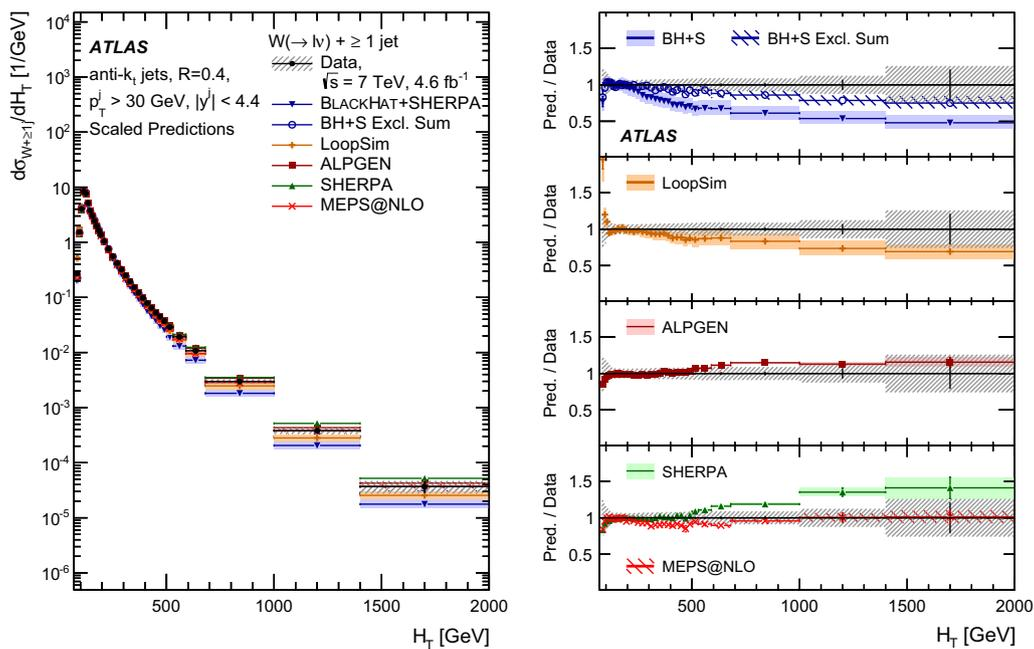 dσ_W+≥1j/dH_T [1/GeV]
10^4
10^3
10^2
10
1
10^-1
10^-2
10^-3
10^-4
10^-5
10^-6
ATLAS
anti-k_t jets, R=0.4,
p_T^j > 30 GeV, |y^j| < 4.4
Scaled Predictions
W(→ lν) + ≥ 1 jet
Data,
√s = 7 TeV, 4.6 fb^-1
BLACKHAT+SHERPA
BH+S Excl. Sum
LoopSim
ALPGEN
SHERPA
MEPS@NLO
500 1000 1500 2000
H_T [GeV]
Pred. / Data
1.5
1
0.5
BH+S
BH+S Excl. Sum
ATLAS
Pred. / Data
1.5
1
0.5
LoopSim
Pred. / Data
1.5
1
0.5
ALPGEN
Pred. / Data
1.5
1
0.5
SHERPA
MEPS@NLO
500 1000 1500 2000
H_T [GeV]